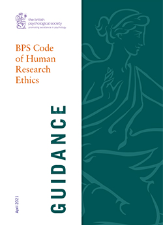 BPS Code
of Human
Research
Ethics
GUIDANCE
April 2021